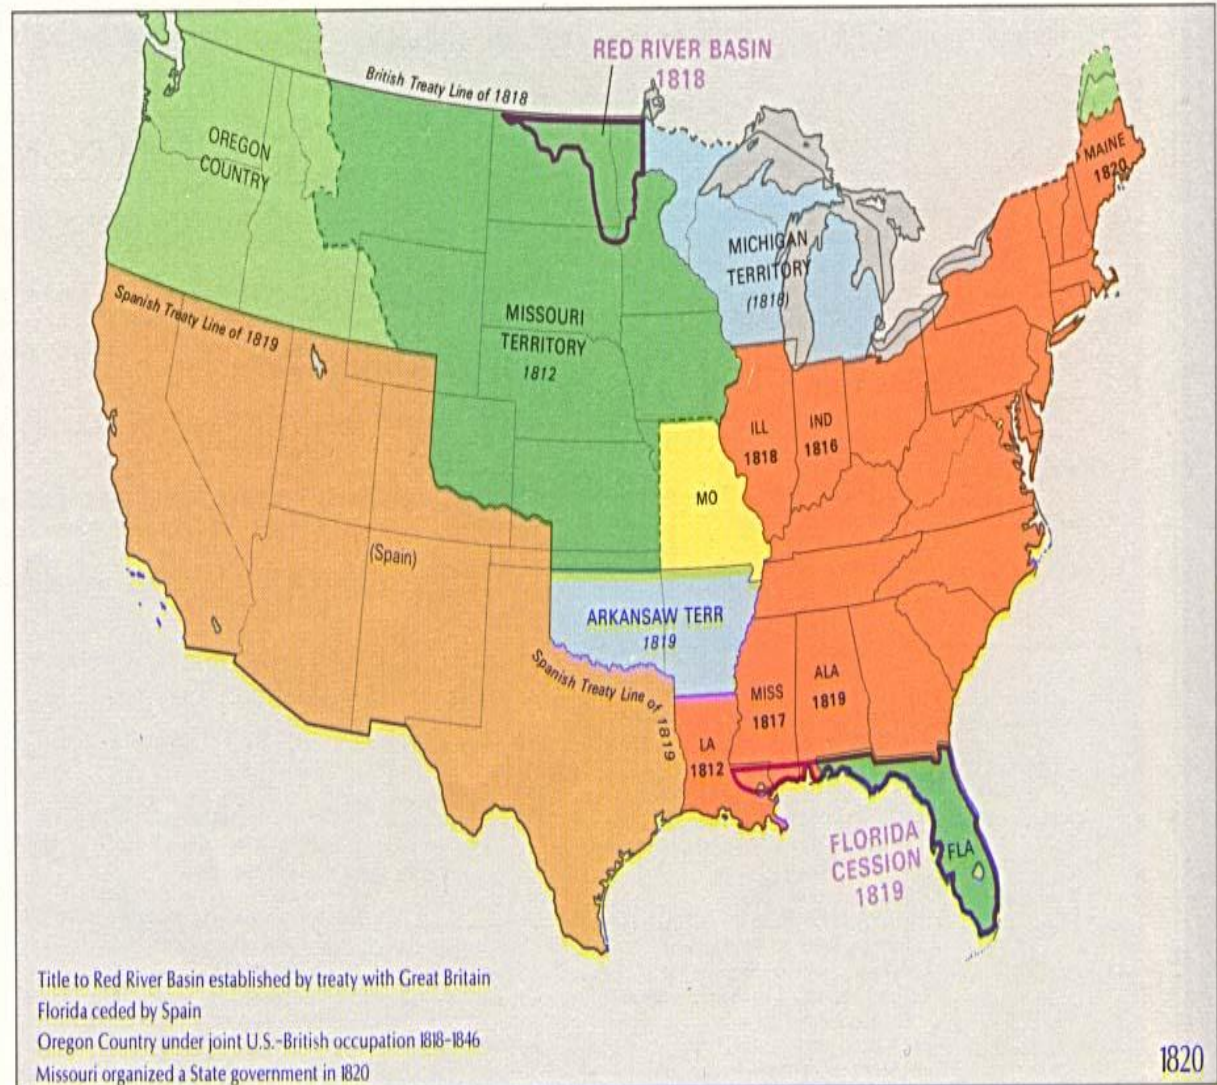 RED RIVER BASIN
1818
British Treaty Line of 1818
OREGON
COUNTRY
MAINE
1820
MICHIGAN
TERRITORY
(1818)
Spanish Treaty Line of 1819
MISSOURI
TERRITORY
1812
ILL
1818
IND
1816
MO
(Spain)
ARKANSAW TERR
1819
Spanish Treaty Line of 1819
MISS
1817
ALA
1819
LA
1812
FLORIDA
CESSION
1819
FLA
Title to Red River Basin established by treaty with Great Britain
Florida ceded by Spain
Oregon Country under joint U.S.-British occupation 1818-1846
Missouri organized a State government in 1820
1820